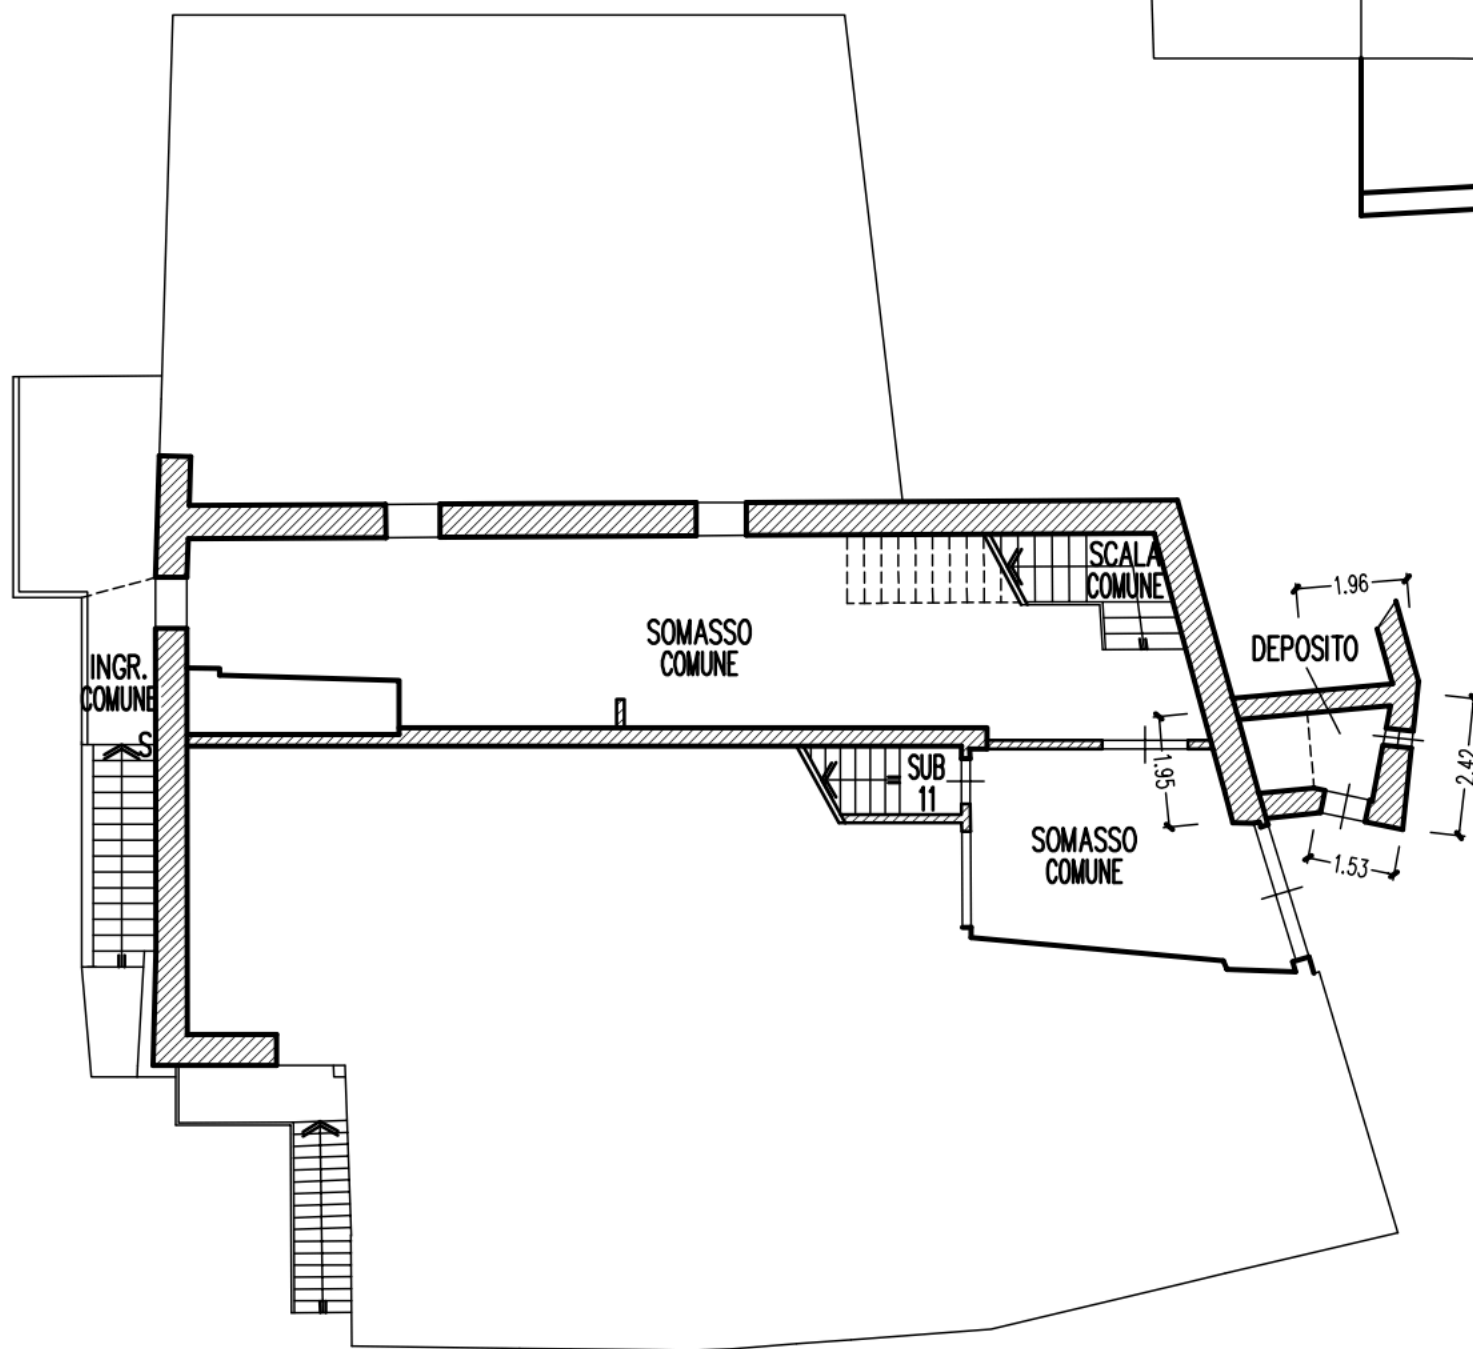 SCALA
COMUNE
1.96
SOMASSO
COMUNE
DEPOSITO
INGR.
COMUNE
S
SUB
11
1.95
2.42
SOMASSO
COMUNE
1.53